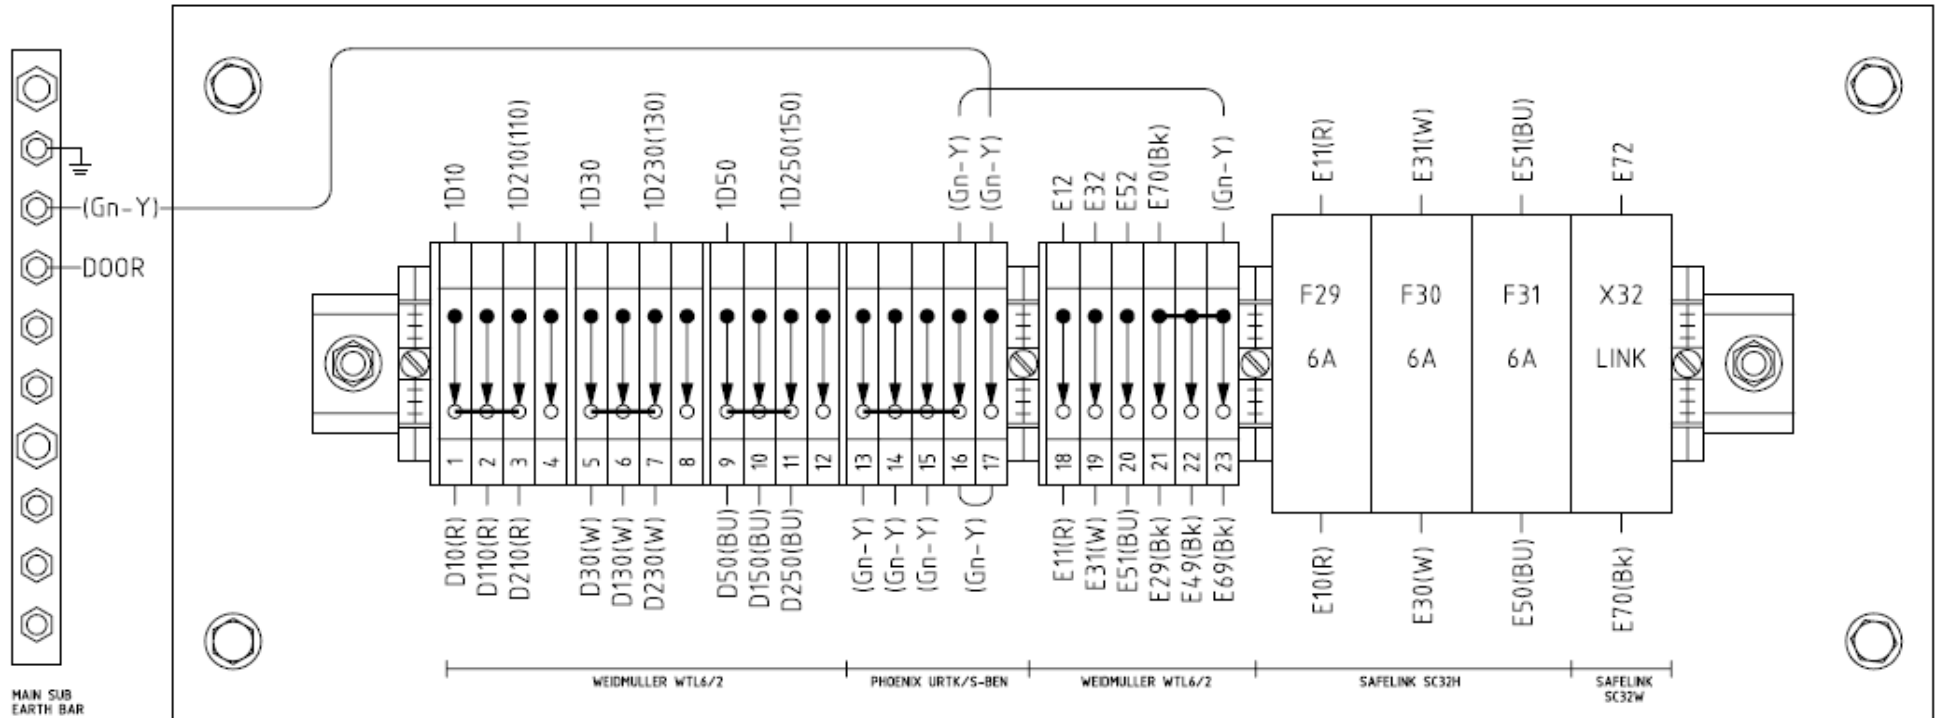 (Gn-Y)
DOOR
MAIN SUB
EARTH BAR
1D10
1D210(110)
1D30
1D230(130)
1D50
1D250(150)
(Gn-Y)
(Gn-Y)
E12
E32
E52
E70(Bk)
(Gn-Y)
E11(R)
E31(W)
E51(BU)
E72
F29
F30
F31
X32
6A
6A
6A
LINK
1
2
3
4
5
6
7
8
9
10
11
12
13
14
15
16
17
18
19
20
21
22
23
D10(R)
D110(R)
D210(R)
D30(W)
D130(W)
D230(W)
D50(BU)
D150(BU)
D250(BU)
(Gn-Y)
(Gn-Y)
(Gn-Y)
(Gn-Y)
E11(R)
E31(W)
E51(BU)
E29(Bk)
E49(Bk)
E69(Bk)
E10(R)
E30(W)
E50(BU)
E70(Bk)
WEIDMULLER WTL6/2
PHOENIX URTK/S-BEN
WEIDMULLER WTL6/2
SAFELINK SC32H
SAFELINK
SC32W